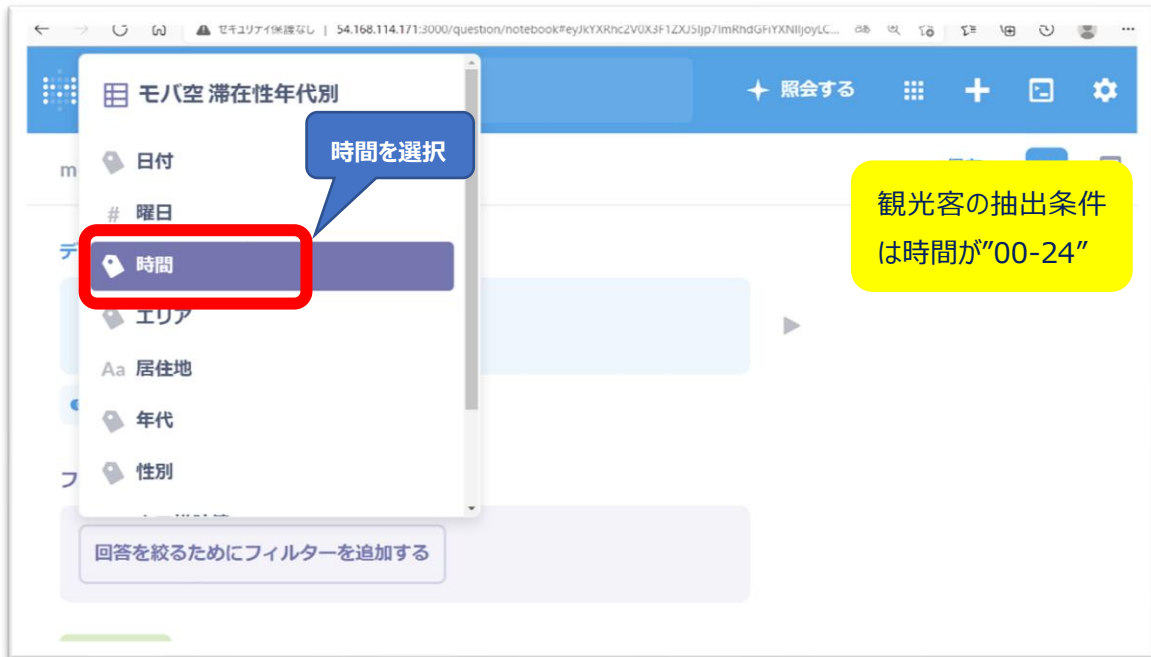 セキュリティ保護なし | 54.168.114.171:3000/question/notebook#eyJkYXRhc2V0X3F1ZXJ5Ijp7ImRhdGFiYXNlIjoyLC...
モバ空 滞在性年代別
照会する
日付
時間を選択
m
# 曜日
観光客の抽出条件
は時間が”00-24”
デ
時間
エリア
Aa 居住地
年代
フ
性別
回答を絞るためにフィルターを追加する